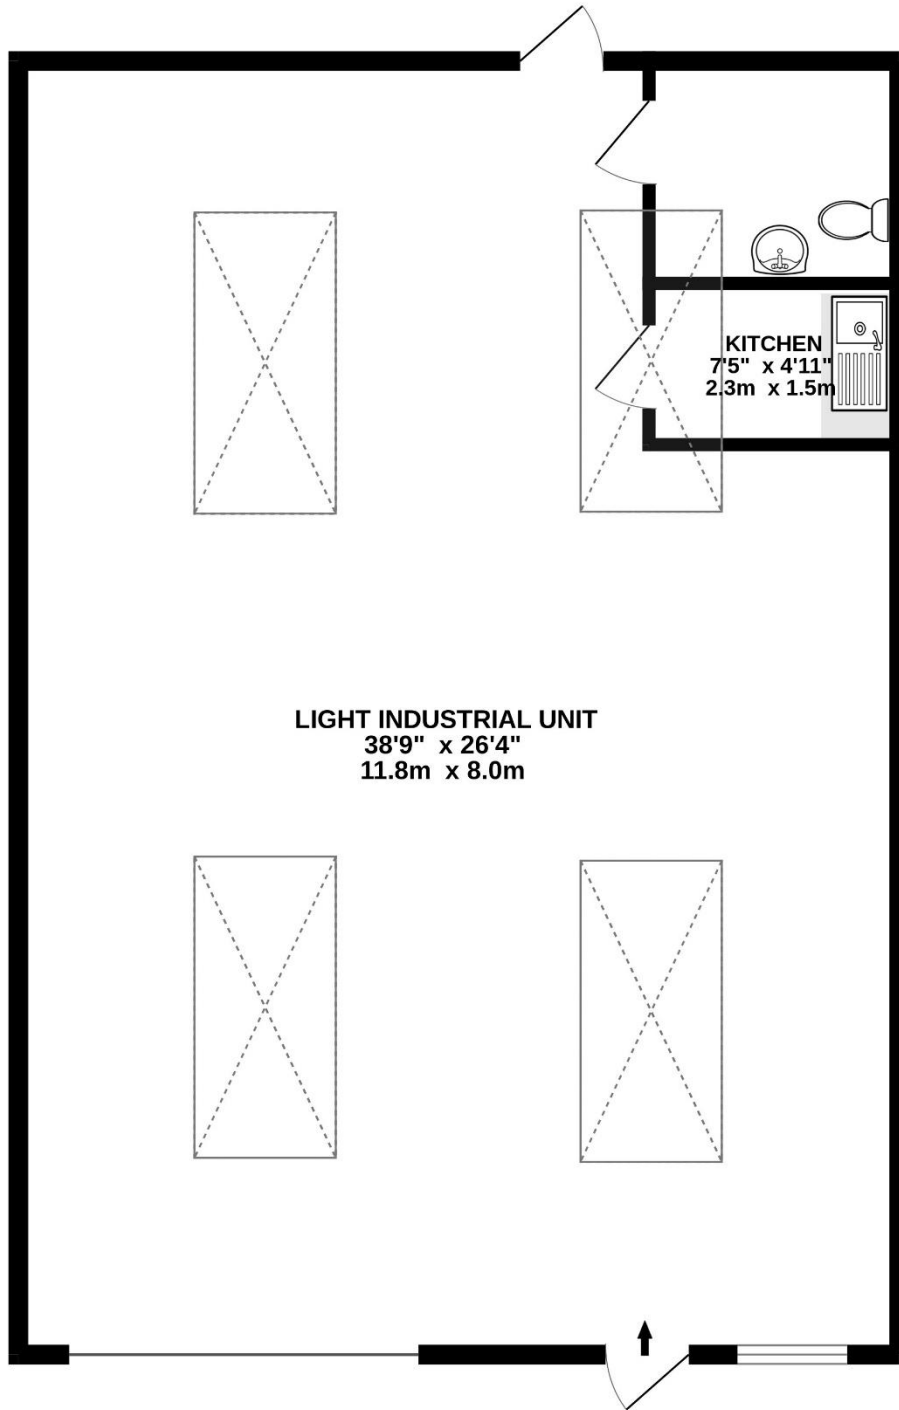 KITCHEN
7'5" x 4'11"
2.3m x 1.5m
LIGHT INDUSTRIAL UNIT
38'9" x 26'4"
11.8m x 8.0m